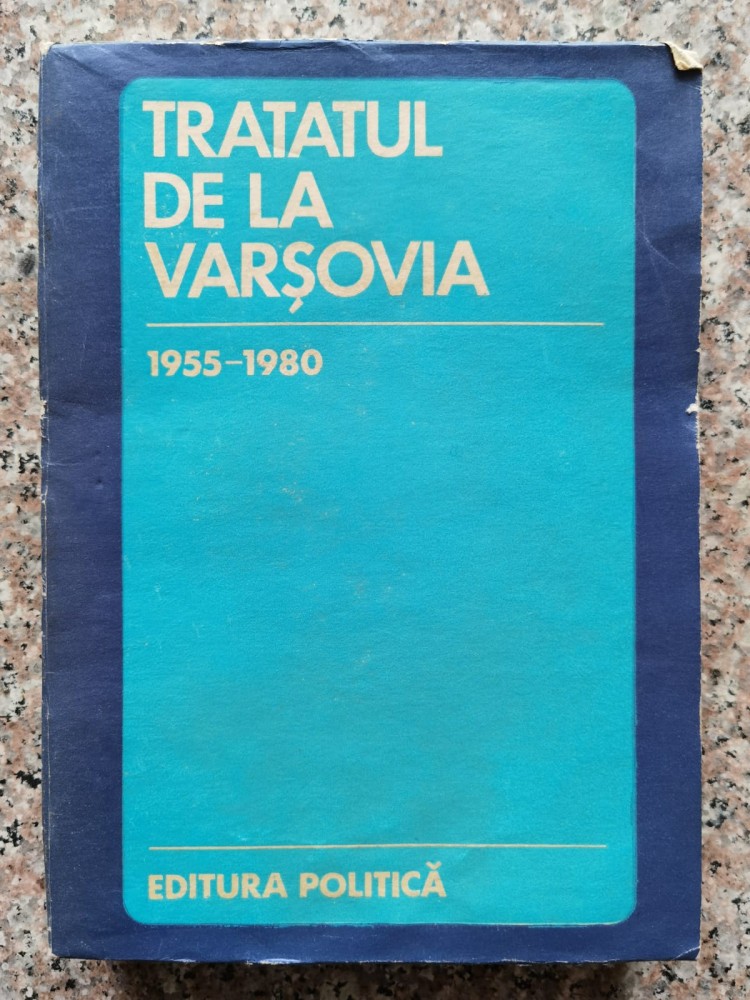 TRATATUL
DE LA
VARȘOVIA
1955–1980
EDITURA POLITICĂ